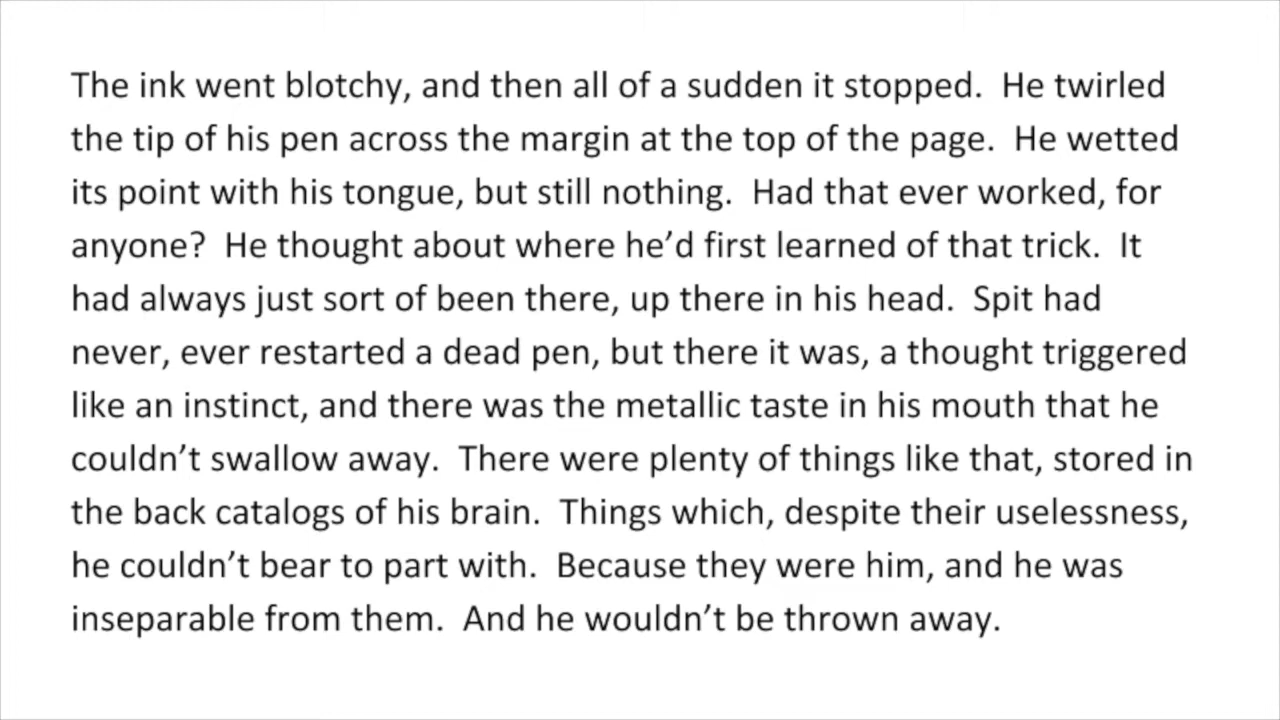 The ink went blotchy, and then all of a sudden it stopped.  He twirled
the tip of his pen across the margin at the top of the page.  He wetted
its point with his tongue, but still nothing.  Had that ever worked, for
anyone?  He thought about where he’d first learned of that trick.  It
had always just sort of been there, up there in his head.  Spit had
never, ever restarted a dead pen, but there it was, a thought triggered
like an instinct, and there was the metallic taste in his mouth that he
couldn’t swallow away.  There were plenty of things like that, stored in
the back catalogs of his brain.  Things which, despite their uselessness,
he couldn’t bear to part with.  Because they were him, and he was
inseparable from them.  And he wouldn’t be thrown away.